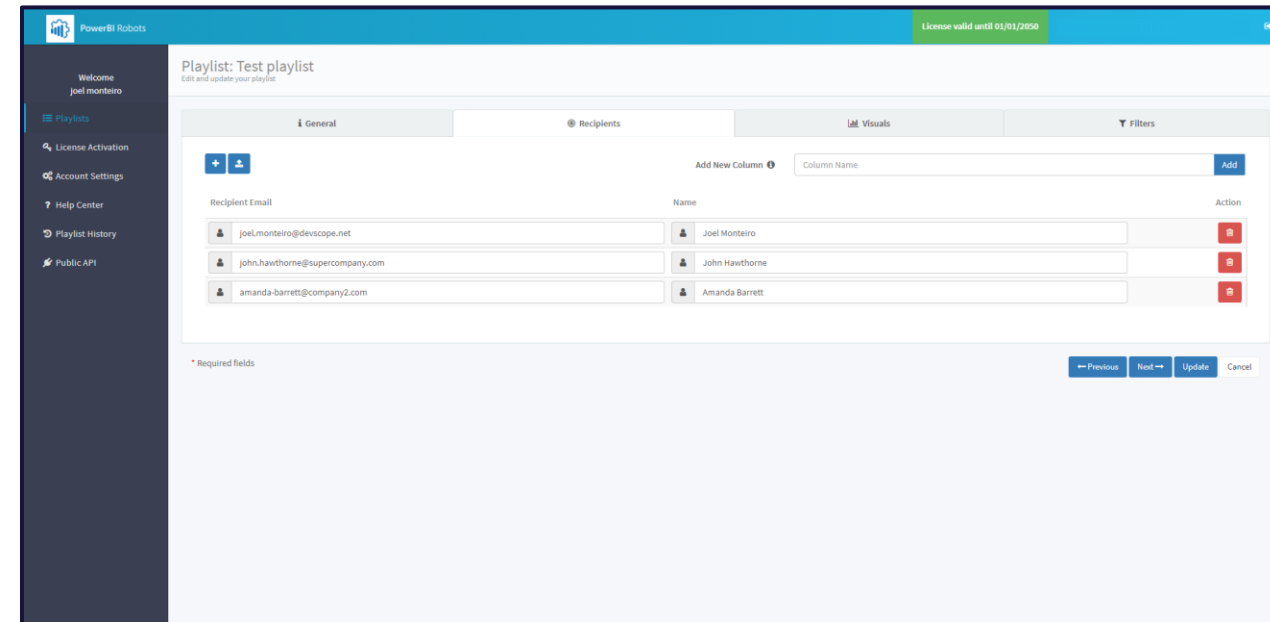 PowerBI Robots
License valid until 01/01/2050
Welcome
joel monteiro
Playlists
License Activation
Account Settings
Help Center
Playlist History
Public API
Playlist: Test playlist
Edit and update your playlist
General
Recipients
Visuals
Filters
Add New Column
Column Name
Add
Recipient Email
Name
Action
joel.monteiro@devscope.net
Joel Monteiro
john.hawthorne@supercompany.com
John Hawthorne
amanda-barrett@company2.com
Amanda Barrett
* Required fields
←Previous
Next→
Update
Cancel